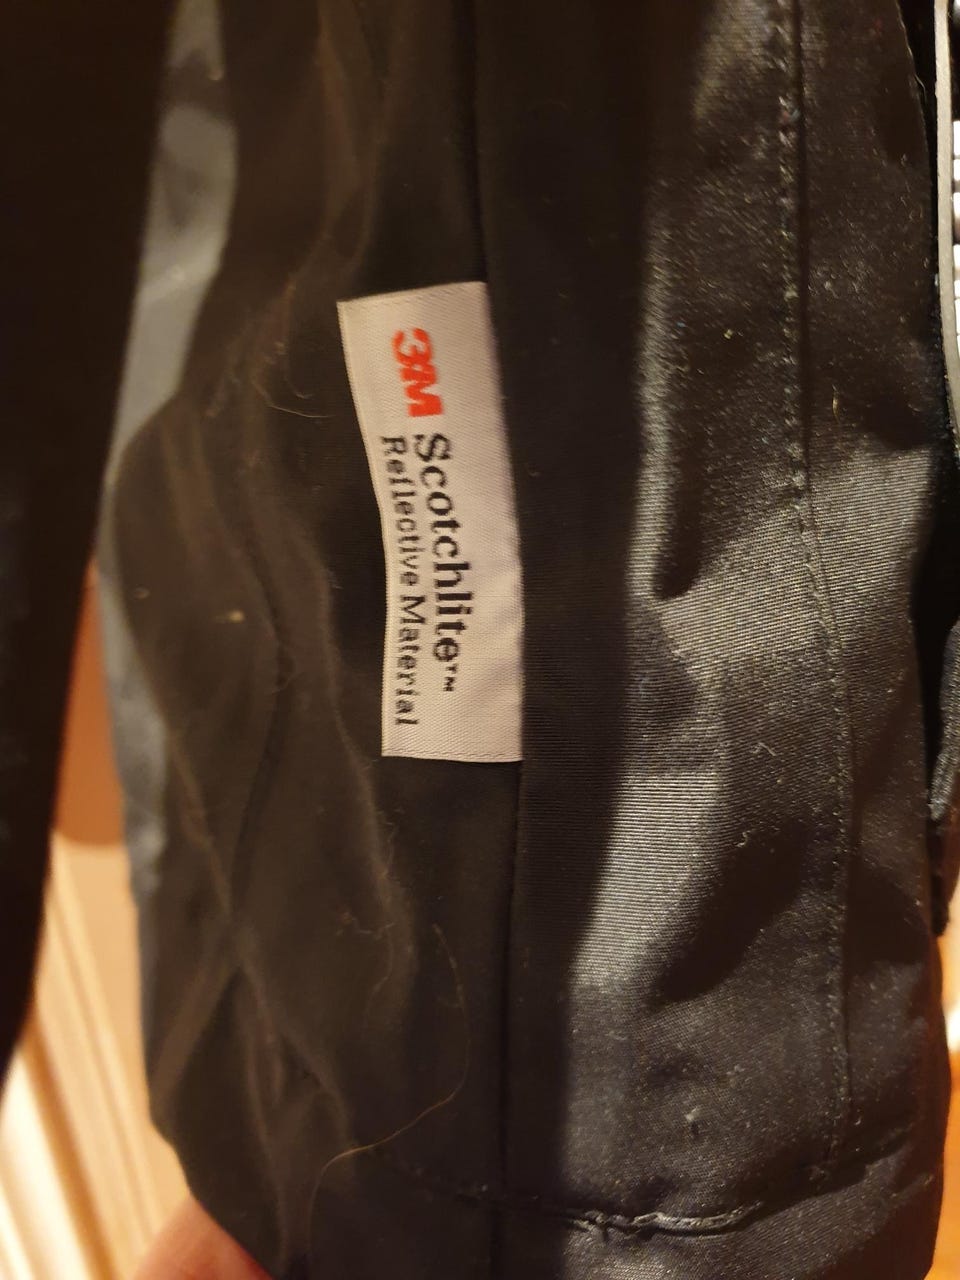 3M
Scotchlite™
Reflective Material